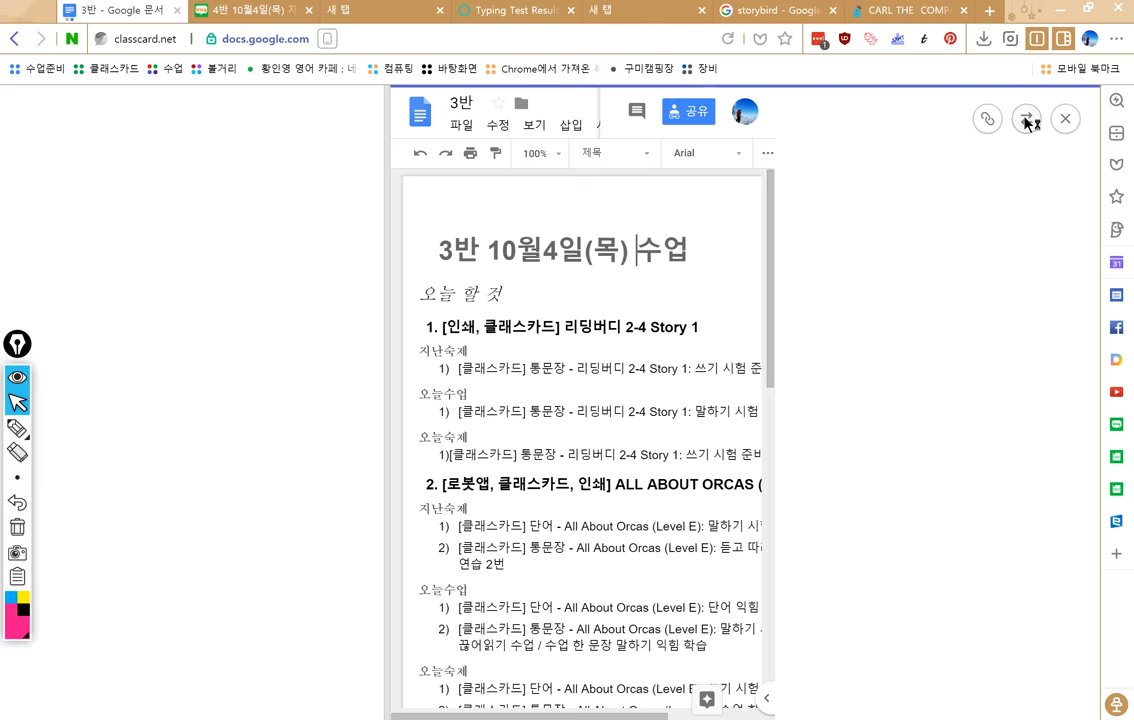 3반 - Google 문서
4반 10월4일(목)
새 탭
Typing Test Resul
새 탭
storybird - Googl
CARL THE COMP
classcard.net
docs.google.com
수업준비
클래스카드
수업
볼거리
황인영 영어 카페 : 네
컴퓨팅
바탕화면
Chrome에서 가져온
구미캠핑장
장비
모바일 북마크
3반
파일 수정 보기 삽입
공유
100%
제목
Arial
3반 10월4일(목) 수업
오늘 할 것
1. [인쇄, 클래스카드] 리딩버디 2-4 Story 1
지난숙제
1) [클래스카드] 통문장 - 리딩버디 2-4 Story 1: 쓰기 시험 준
오늘수업
1) [클래스카드] 통문장 - 리딩버디 2-4 Story 1: 말하기 시험
오늘숙제
1)[클래스카드] 통문장 - 리딩버디 2-4 Story 1: 쓰기 시험 준비
2. [로봇앱, 클래스카드, 인쇄] ALL ABOUT ORCAS (
지난숙제
1) [클래스카드] 단어 - All About Orcas (Level E): 말하기 시험
2) [클래스카드] 통문장 - All About Orcas (Level E): 듣고 따라
연습 2번
오늘수업
1) [클래스카드] 단어 - All About Orcas (Level E): 단어 익힘
2) [클래스카드] 통문장 - All About Orcas (Level E): 말하기
끊어읽기 수업 / 수업 한 문장 말하기 익힘 학습
오늘숙제
1) [클래스카드] 단어 - All About Orcas (Level E): 쓰기 시험